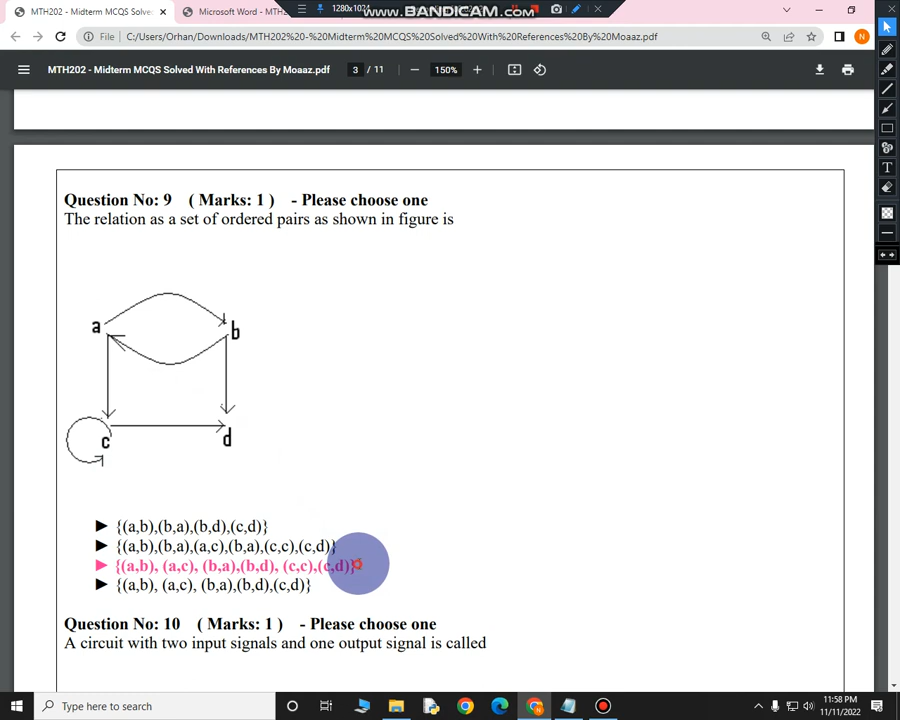 MTH202 - Midterm MCQS Solve
Microsoft Word - MTH
1280x1024
www.BANDICAM.com
File
C:/Users/Orhan/Downloads/MTH202%20-%20Midterm%20MCQS%20Solved%20With%20References%20By%20Moaaz.pdf
N
MTH202 - Midterm MCQS Solved With References By Moaaz.pdf
3 / 11
150%
T
Question No: 9 ( Marks: 1 ) - Please choose one
The relation as a set of ordered pairs as shown in figure is
a
b
c
d
► {(a,b),(b,a),(b,d),(c,d)}
► {(a,b),(b,a),(a,c),(b,a),(c,c),(c,d)}
► {(a,b), (a,c), (b,a),(b,d), (c,c),(c,d)}
► {(a,b), (a,c), (b,a),(b,d),(c,d)}
Question No: 10 ( Marks: 1 ) - Please choose one
A circuit with two input signals and one output signal is called
Type here to search
N
11:58 PM
11/11/2022